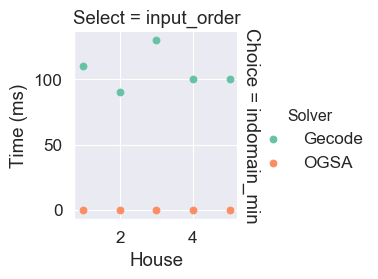 Select = input_order
Time (ms)
100
50
0
2 4
House
Choice = indomain_min
Solver
Gecode
OGSA